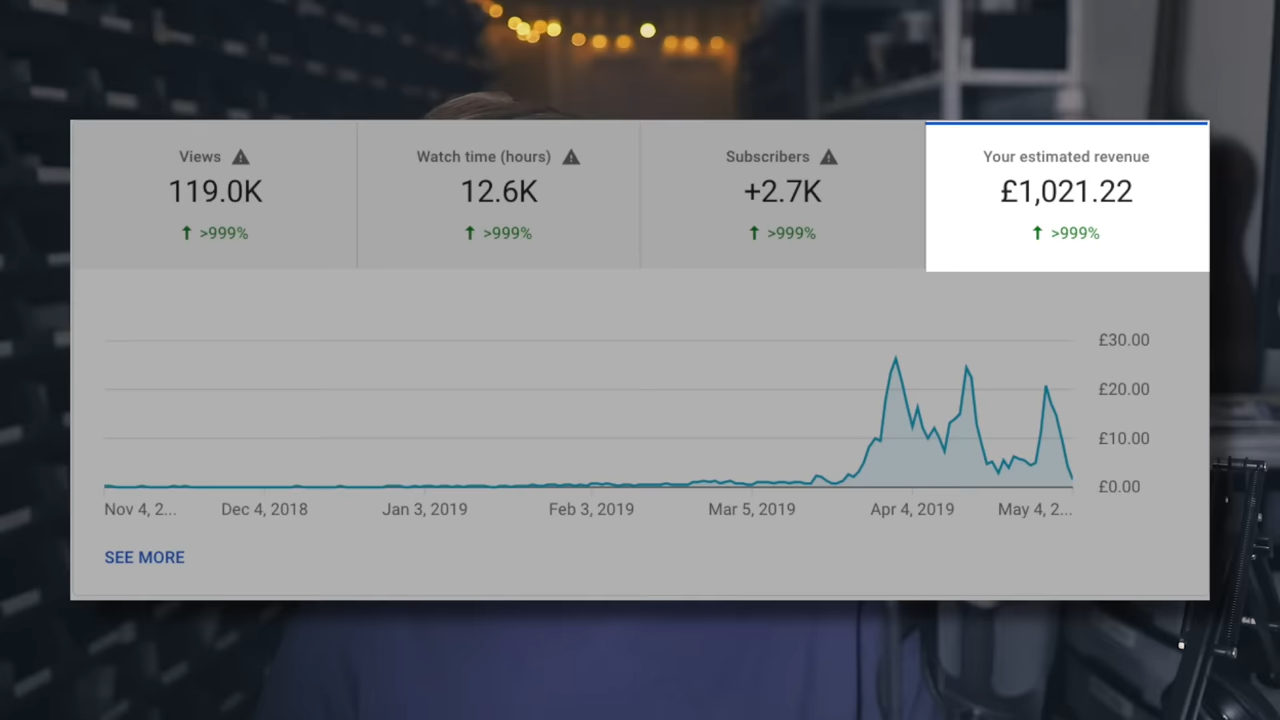 Views
119.0K
>999%
Watch time (hours)
12.6K
>999%
Subscribers
+2.7K
>999%
Your estimated revenue
£1,021.22
>999%
£30.00
£20.00
£10.00
£0.00
Nov 4, 2... Dec 4, 2018 Jan 3, 2019 Feb 3, 2019 Mar 5, 2019 Apr 4, 2019 May 4, 2...
SEE MORE